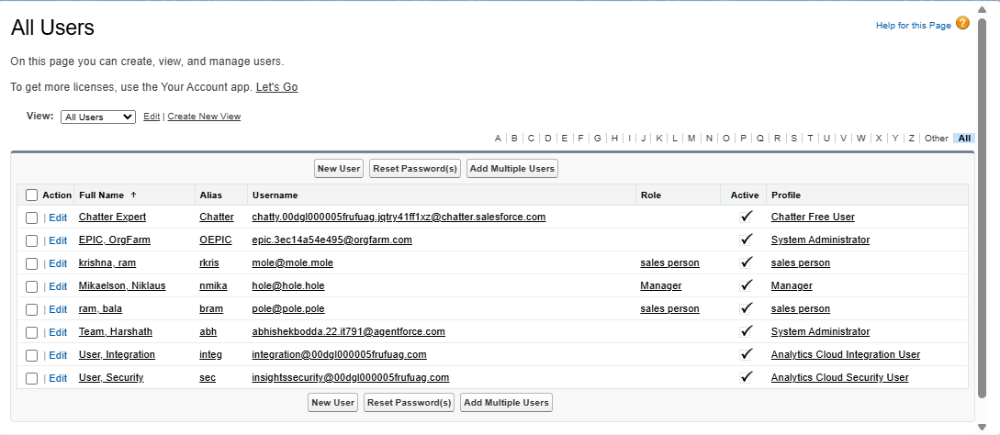 All Users
Help for this Page ?
On this page you can create, view, and manage users.
To get more licenses, use the Your Account app. Let's Go
View: All Users Edit | Create New View
A | B | C | D | E | F | G | H | I | J | K | L | M | N | O | P | Q | R | S | T | U | V | W | X | Y | Z | Other All
New User Reset Password(s) Add Multiple Users
Action Full Name ↑ Alias Username Role Active Profile
| Edit Chatter Expert Chatter chatty.00dgl000005frufuag.jqtry41ff1xz@chatter.salesforce.com ✓ Chatter Free User
| Edit EPIC, OrgFarm OEPIC epic.3ec14a54e495@orgfarm.com ✓ System Administrator
| Edit krishna, ram rkris mole@mole.mole sales person ✓ sales person
| Edit Mikaelson, Niklaus nmika hole@hole.hole Manager ✓ Manager
| Edit ram, bala bram pole@pole.pole sales person ✓ sales person
| Edit Team, Harshath abh abhishekbodda.22.it791@agentforce.com ✓ System Administrator
| Edit User, Integration integ integration@00dgl000005frufuag.com ✓ Analytics Cloud Integration User
| Edit User, Security sec insightssecurity@00dgl000005frufuag.com ✓ Analytics Cloud Security User
New User Reset Password(s) Add Multiple Users